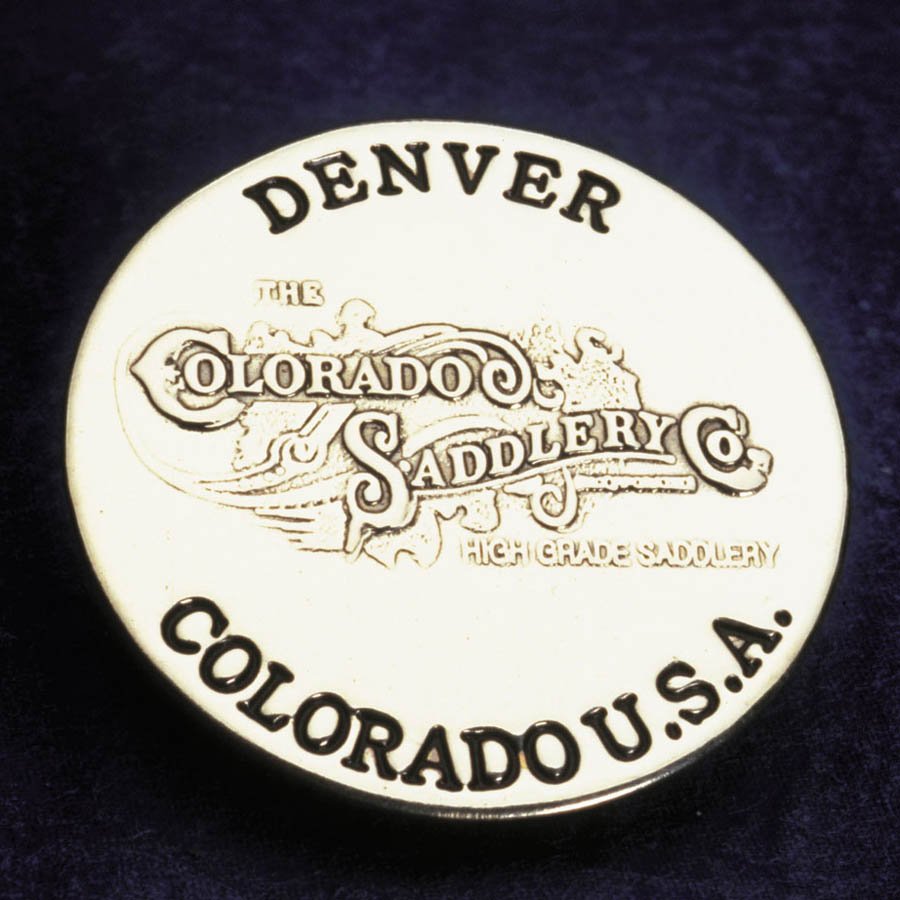 DENVER
THE
COLORADO
SADDLERY CO.
HIGH GRADE SADDLERY
COLORADO U.S.A.